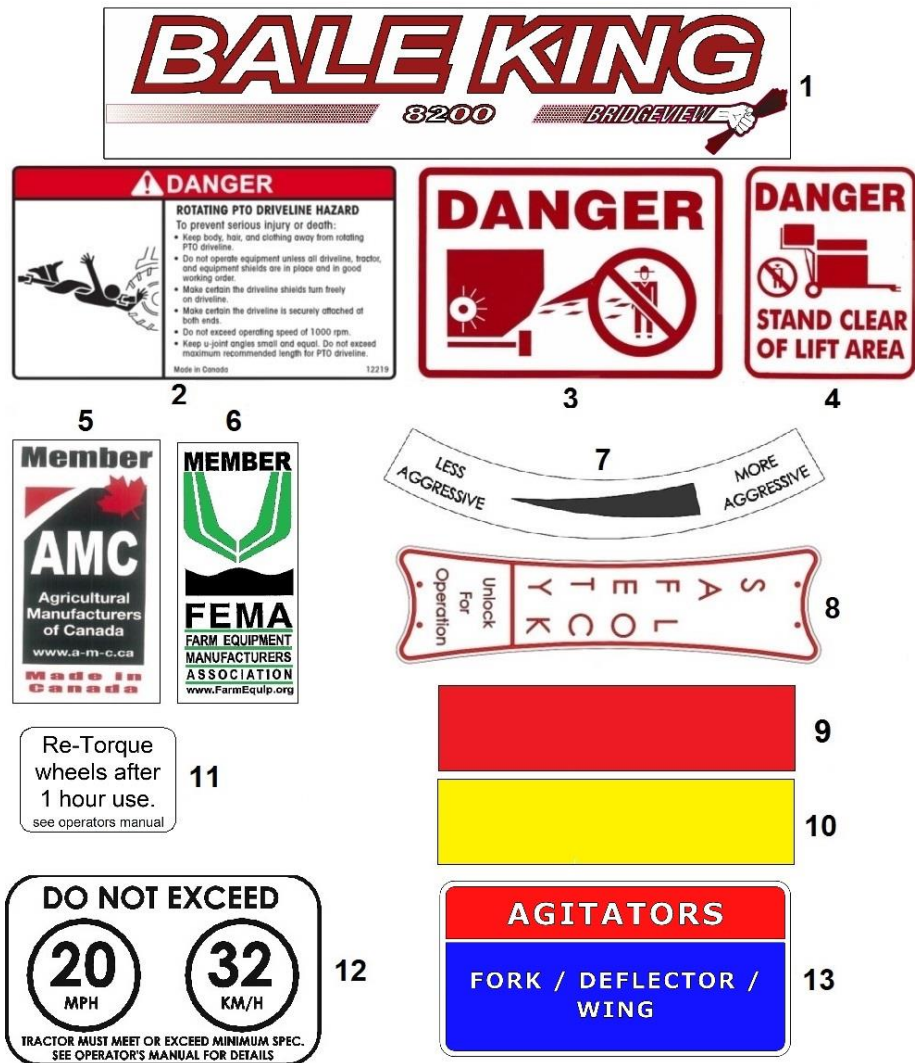 BALE KING
8200
BRIDGEVIEW
1
DANGER
ROTATING PTO DRIVELINE HAZARD
To prevent serious injury or death:
• Keep body, hair, and clothing away from rotating
PTO driveline.
• Do not operate equipment unless all driveline, tractor,
and equipment shields are in place and in good
working order.
• Make certain the driveline shields turn freely
on driveline.
• Make certain the driveline is securely attached at
both ends.
• Do not exceed operating speed of 1000 rpm.
• Keep u-joint angles small and equal. Do not exceed
maximum recommended length for PTO driveline.
Made in Canada 12219
2
DANGER
3
DANGER
STAND CLEAR
OF LIFT AREA
4
5
Member
AMC
Agricultural
Manufacturers
of Canada
www.a-m-c.ca
Made in
Canada
6
MEMBER
FEMA
FARM EQUIPMENT
MANUFACTURERS
ASSOCIATION
www.FarmEquip.org
7
LESS
AGGRESSIVE
MORE
AGGRESSIVE
SAFETY
LOCK
Unlock
For
Operation
8
9
10
Re-Torque
wheels after
1 hour use.
see operators manual
11
DO NOT EXCEED
20
MPH
32
KM/H
TRACTOR MUST MEET OR EXCEED MINIMUM SPEC.
SEE OPERATOR'S MANUAL FOR DETAILS
12
AGITATORS
FORK / DEFLECTOR /
WING
13